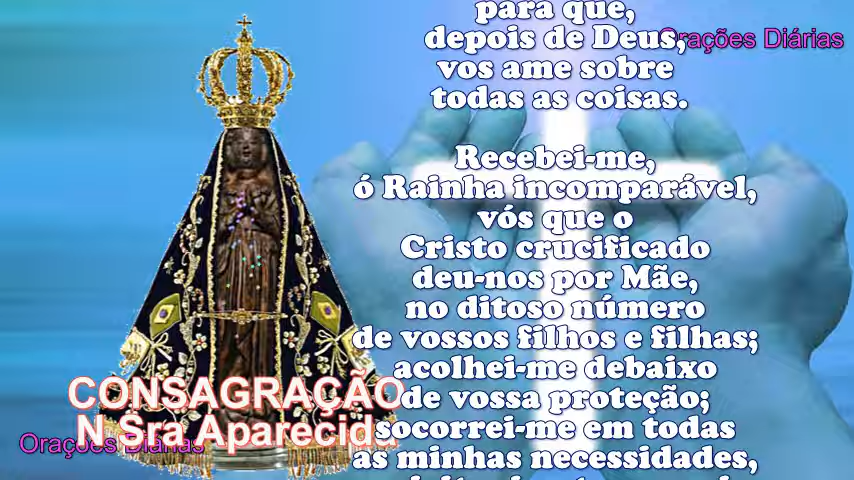 para que,
depois de Deus,
vos ame sobre
todas as coisas.
Recebei-me,
ó Rainha incomparável,
vós que o
Cristo crucificado
deu-nos por Mãe,
no ditoso número
de vossos filhos e filhas;
acolhei-me debaixo
de vossa proteção;
socorrei-me em todas
as minhas necessidades,
Orações Diárias
CONSAGRAÇÃO
N Sra Aparecida
Orações Diárias